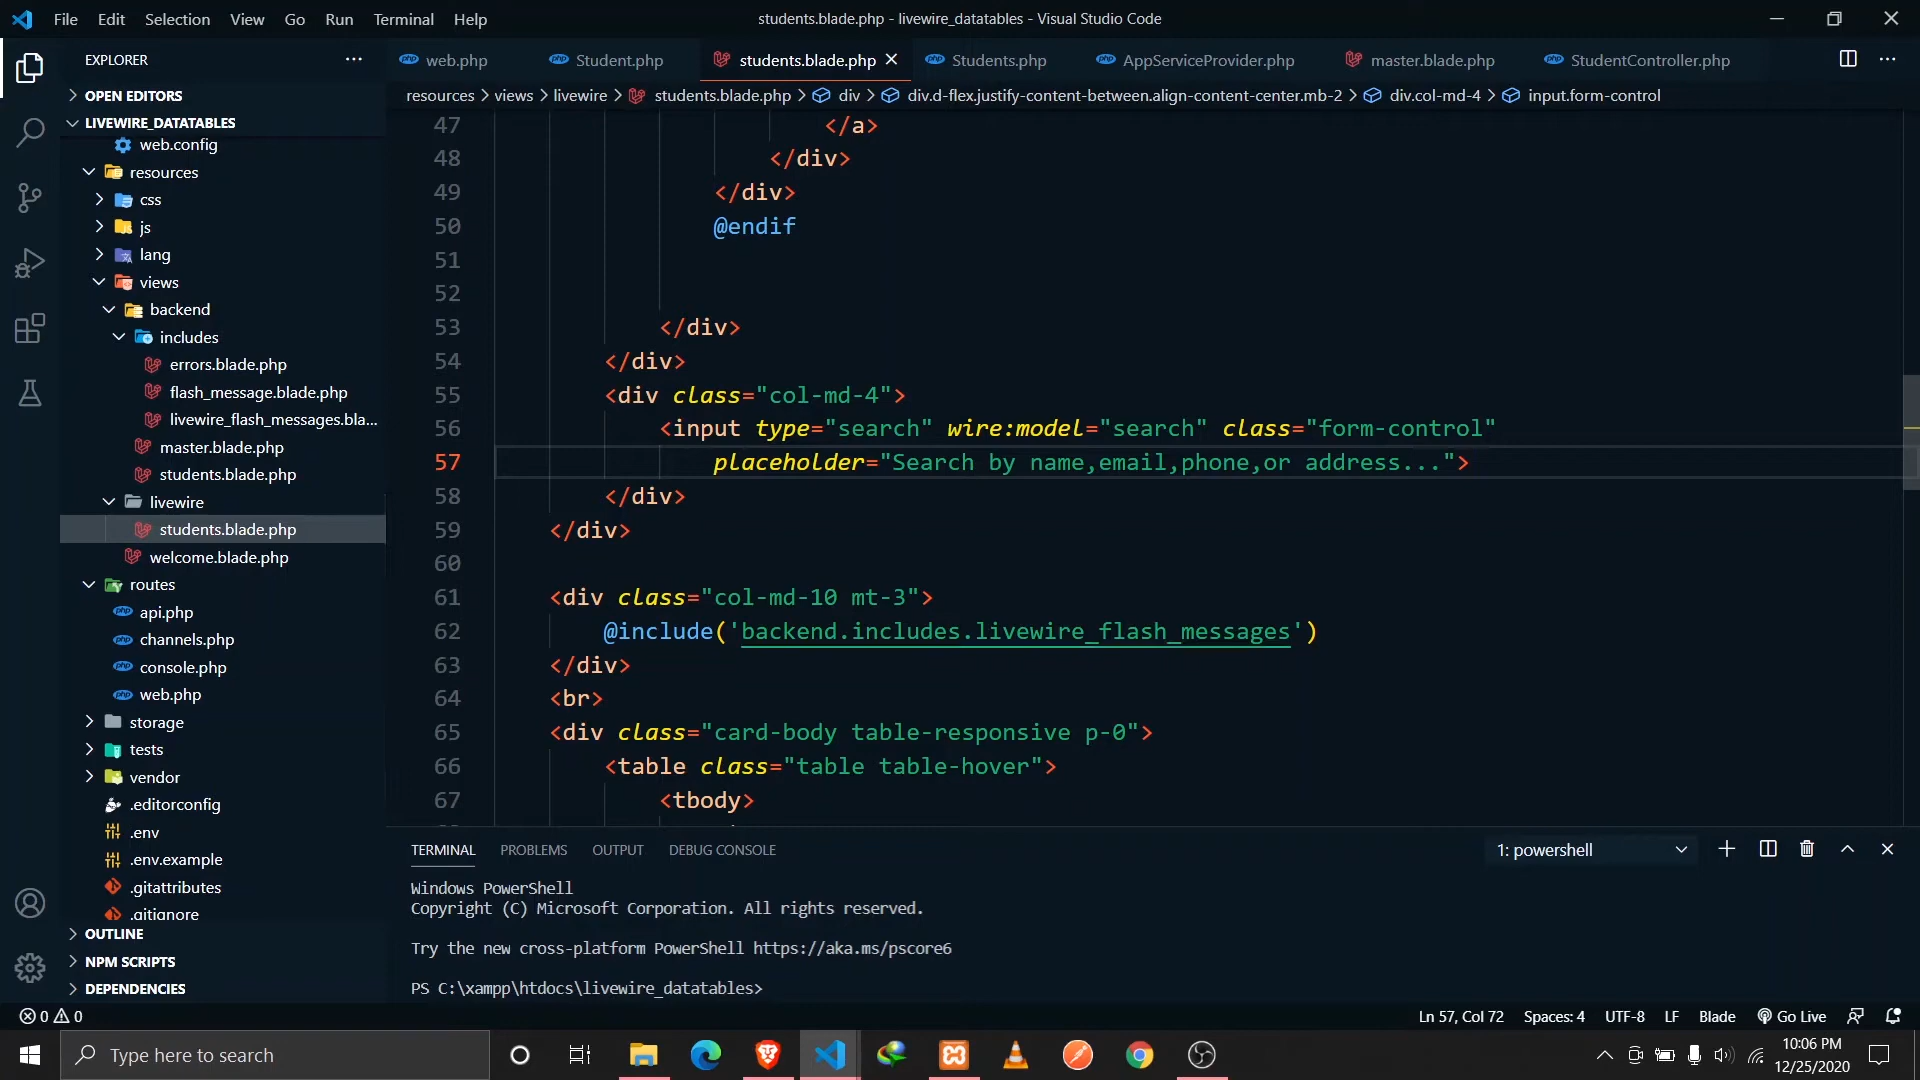 File Edit Selection View Go Run Terminal Help
students.blade.php - livewire_datatables - Visual Studio Code
EXPLORER
web.php
Student.php
students.blade.php
Students.php
AppServiceProvider.php
master.blade.php
StudentController.php
resources > views > livewire > students.blade.php > div > div.d-flex.justify-content-between.align-content-center.mb-2 > div.col-md-4 > input.form-control
OPEN EDITORS
LIVEWIRE_DATATABLES
web.config
resources
css
js
lang
views
backend
includes
errors.blade.php
flash_message.blade.php
livewire_flash_messages.bla...
master.blade.php
students.blade.php
livewire
students.blade.php
welcome.blade.php
routes
api.php
channels.php
console.php
web.php
storage
tests
vendor
.editorconfig
.env
.env.example
.gitattributes
.gitignore
OUTLINE
NPM SCRIPTS
DEPENDENCIES
47 </a>
48 </div>
49 </div>
50 @endif
51
52
53 </div>
54 </div>
55 <div class="col-md-4">
56 <input type="search" wire:model="search" class="form-control"
57 placeholder="Search by name,email,phone,or address...">
58 </div>
59 </div>
60
61 <div class="col-md-10 mt-3">
62 @include('backend.includes.livewire_flash_messages')
63 </div>
64 <br>
65 <div class="card-body table-responsive p-0">
66 <table class="table table-hover">
67 <tbody>
TERMINAL PROBLEMS OUTPUT DEBUG CONSOLE
1: powershell
Windows PowerShell
Copyright (C) Microsoft Corporation. All rights reserved.
Try the new cross-platform PowerShell https://aka.ms/pscore6
PS C:\xampp\htdocs\livewire_datatables>
0 0
Ln 57, Col 72 Spaces: 4 UTF-8 LF Blade Go Live
Type here to search
10:06 PM
12/25/2020